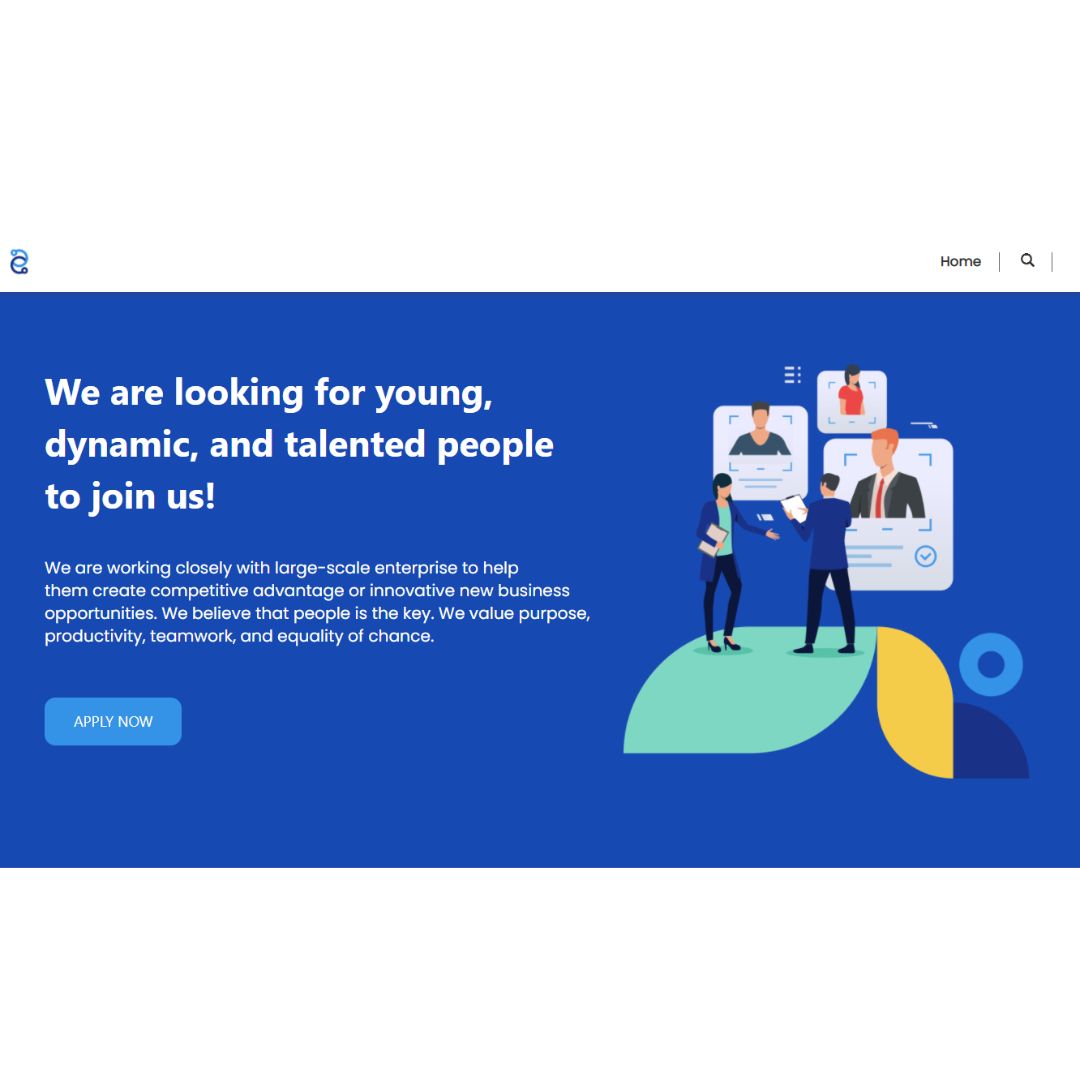 Home
We are looking for young,
dynamic, and talented people
to join us!
We are working closely with large-scale enterprise to help
them create competitive advantage or innovative new business
opportunities. We believe that people is the key. We value purpose,
productivity, teamwork, and equality of chance.
APPLY NOW